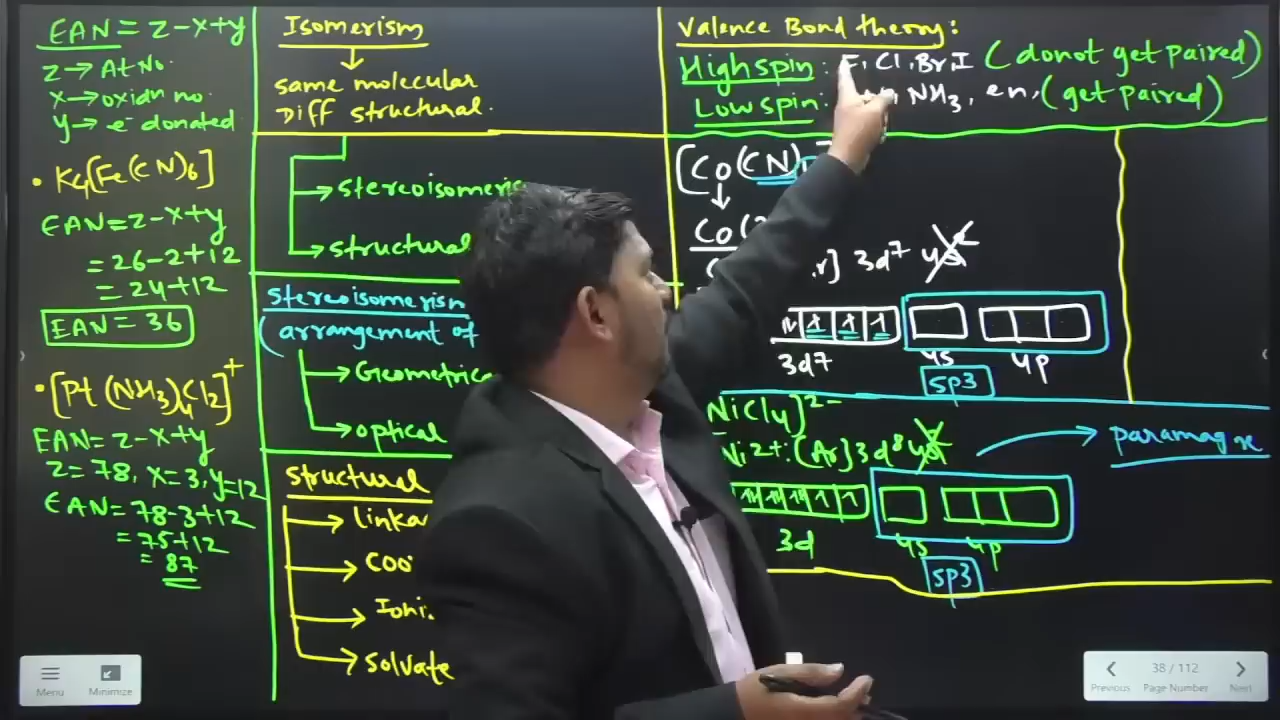 EAN = Z-x+y
Z → At No.
x → oxidn no.
y → e⁻ donated
• K4[Fe(CN)6]
EAN = Z-x+y
= 26-2+12
= 24+12
EAN = 36
• [Pt (NH3)4 Cl2]+
EAN = Z-x+y
Z = 78, x=3, y=12
EAN = 78-3+12
= 75+12
= 87
Isomerism
same molecular
Diff structural.
stereoisomeris
structural
stereoisomerism
(arrangement of
Geometrica
optical
structural
linka
Coo
Ioni
solvate
Valence Bond theory:
High spin : F, Cl, Br, I (donot get paired)
Low spin : NH3, en, (get paired)
[Co(CN)
Co(
3d7 4s2
3d7
4s 4p
sp3
NiCl4]2-
Ni2+: (Ar] 3d8 4s
paramag
3d
4s 4p
sp3
Menu
Minimize
38 / 112
Previous Page Number Next